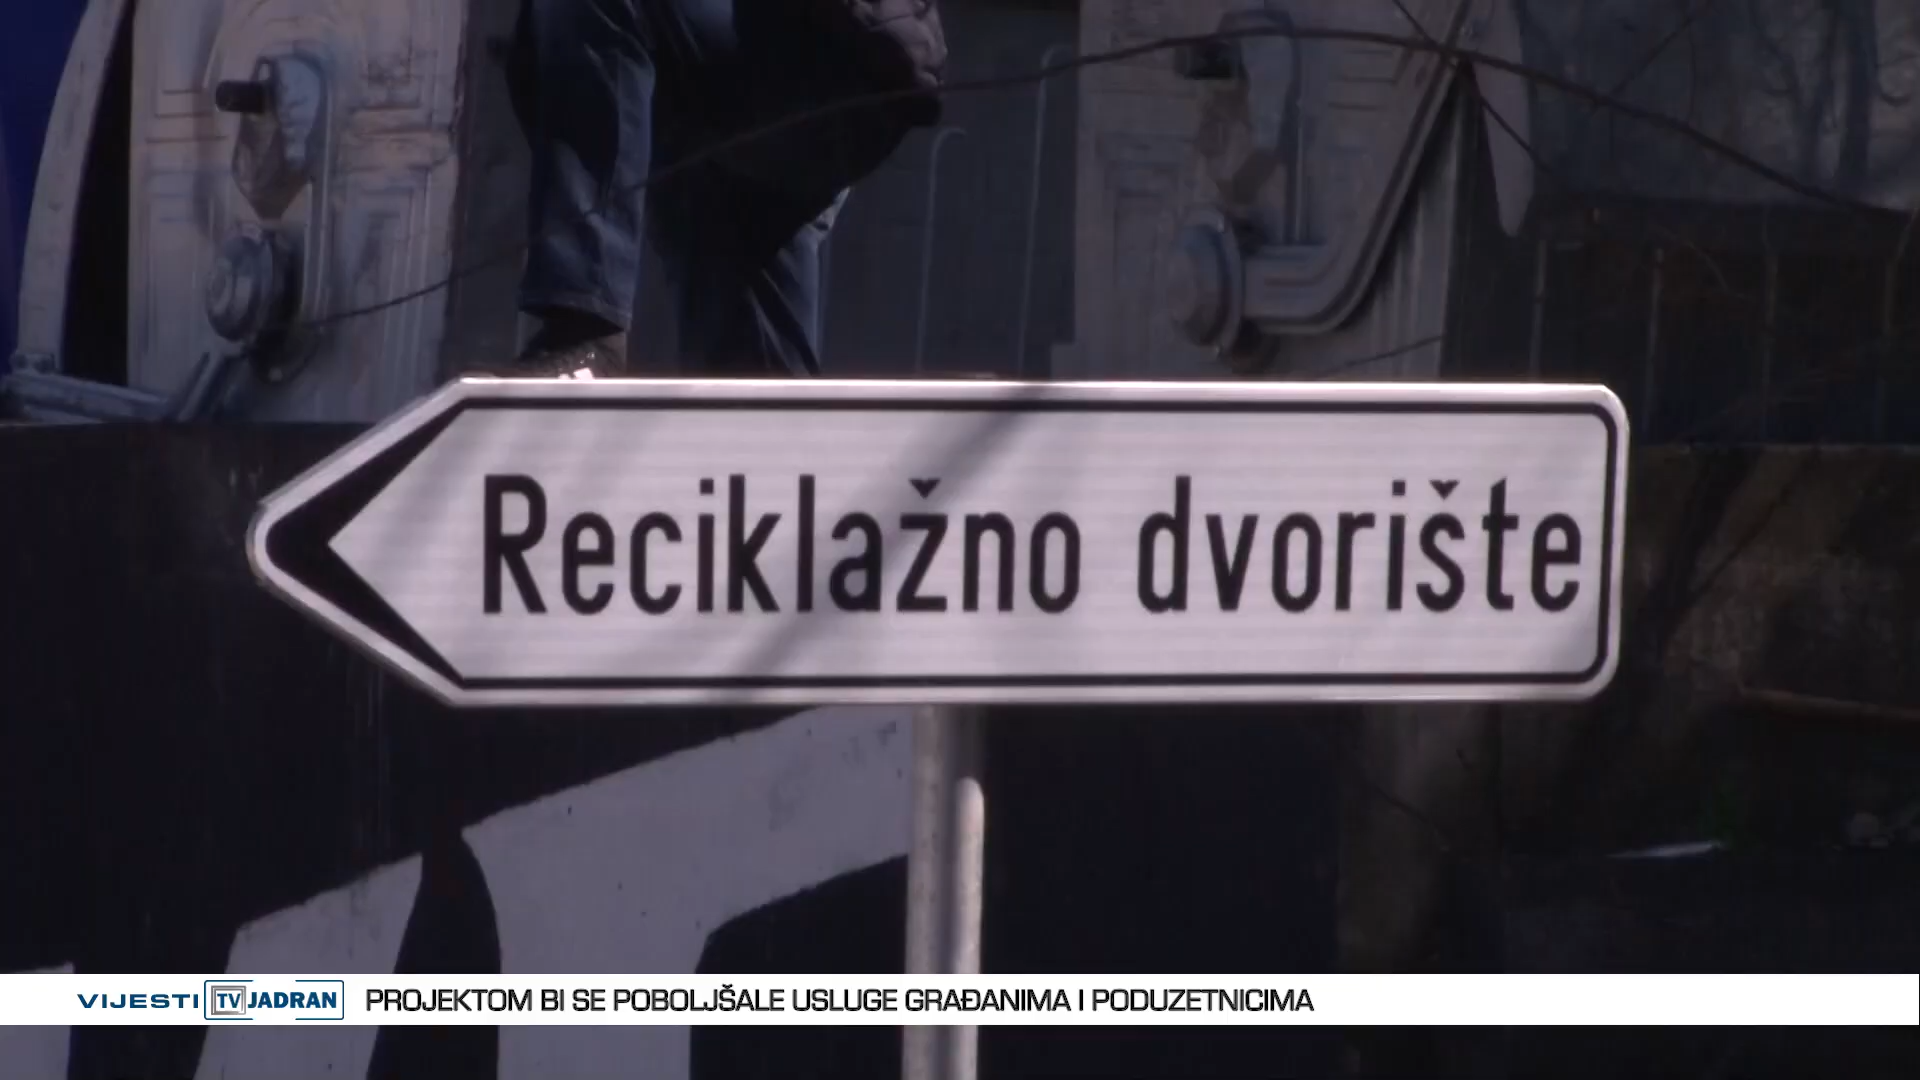 Reciklažno dvorište
VIJESTI TV JADRAN PROJEKTOM BI SE POBOLJŠALE USLUGE GRAĐANIMA I PODUZETNICIMA